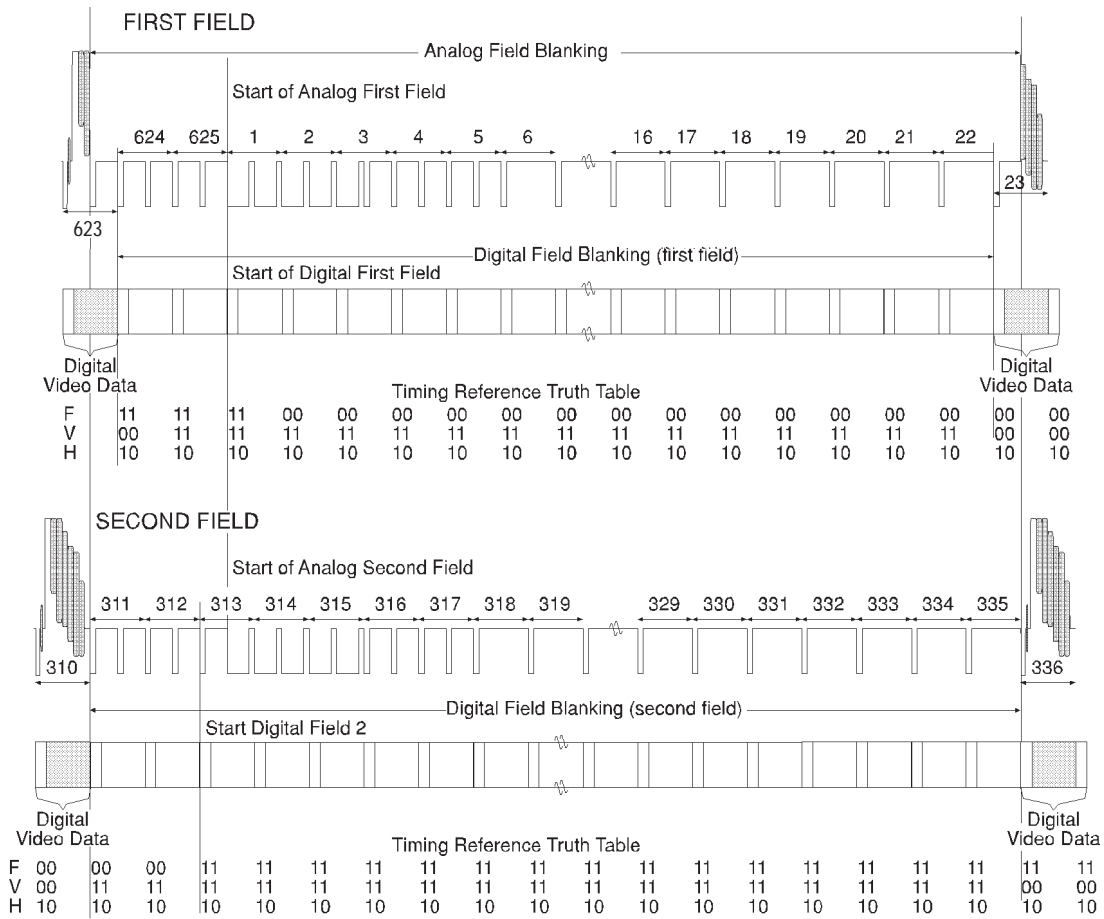 FIRST FIELD
Analog Field Blanking
Start of Analog First Field
624 625 1 2 3 4 5 6 16 17 18 19 20 21 22
23
623
Digital Field Blanking (first field)
Start of Digital First Field
Digital Video Data
Digital Video Data
Timing Reference Truth Table
F 11 11 11 00 00 00 00 00 00 00 00 00 00 00 00 00 00 00
V 00 11 11 11 11 11 11 11 11 11 11 11 11 11 11 11 00 00
H 10 10 10 10 10 10 10 10 10 10 10 10 10 10 10 10 10 10
SECOND FIELD
Start of Analog Second Field
311 312 313 314 315 316 317 318 319 329 330 331 332 333 334 335
310
336
Digital Field Blanking (second field)
Start Digital Field 2
Digital Video Data
Digital Video Data
Timing Reference Truth Table
F 00 00 00 11 11 11 11 11 11 11 11 11 11 11 11 11 11 11 11 11
V 00 11 11 11 11 11 11 11 11 11 11 11 11 11 11 11 11 11 00 00
H 10 10 10 10 10 10 10 10 10 10 10 10 10 10 10 10 10 10 10 10